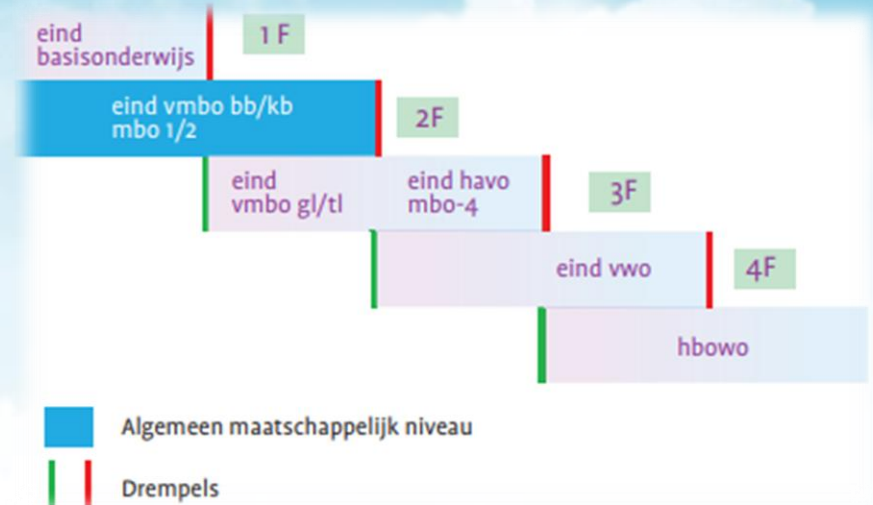 eind
basisonderwijs
1 F
eind vmbo bb/kb
mbo 1/2
2F
eind
vmbo gl/tl
eind havo
mbo-4
3F
eind vwo
4F
hbowo
Algemeen maatschappelijk niveau
Drempels